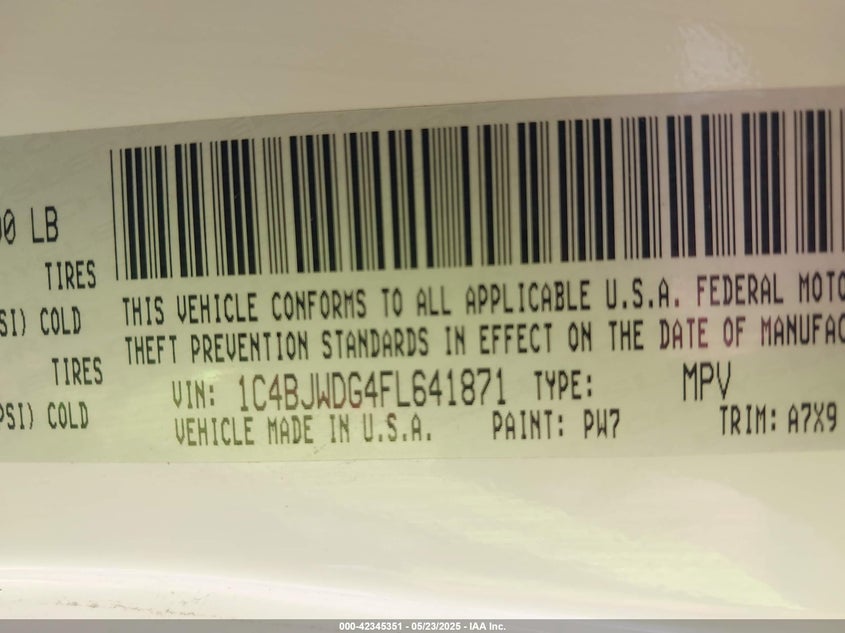 00 LB
TIRES
SI) COLD
TIRES
PSI) COLD
THIS VEHICLE CONFORMS TO ALL APPLICABLE U.S.A. FEDERAL MOTO
THEFT PREVENTION STANDARDS IN EFFECT ON THE DATE OF MANUFAC
VIN: 1C4BJWDG4FL641871 TYPE: MPV
VEHICLE MADE IN U.S.A. PAINT: PW7 TRIM: A7X9
000-42345351 - 05/23/2025 - IAA Inc.